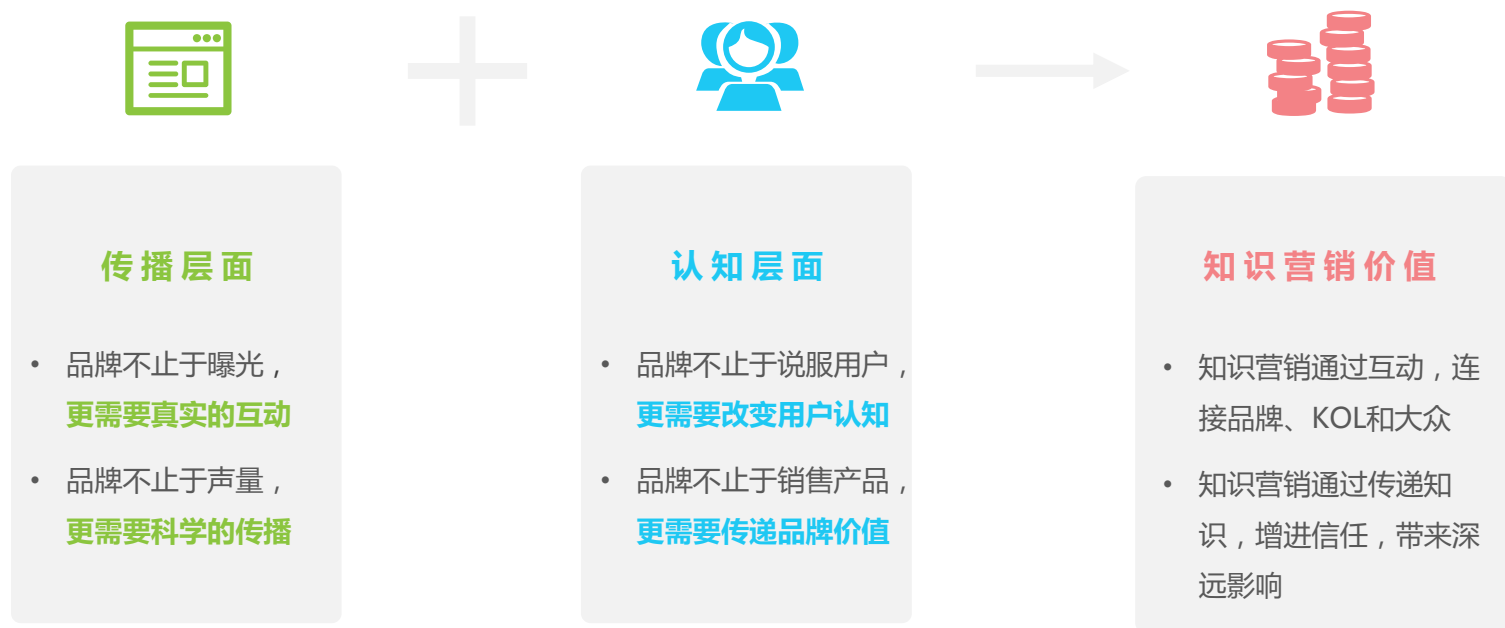 传播层面
• 品牌不止于曝光，
更需要真实的互动
• 品牌不止于声量，
更需要科学的传播
认知层面
• 品牌不止于说服用户，
更需要改变用户认知
• 品牌不止于销售产品，
更需要传递品牌价值
知识营销价值
• 知识营销通过互动，连
接品牌、KOL和大众
• 知识营销通过传递知
识，增进信任，带来深
远影响